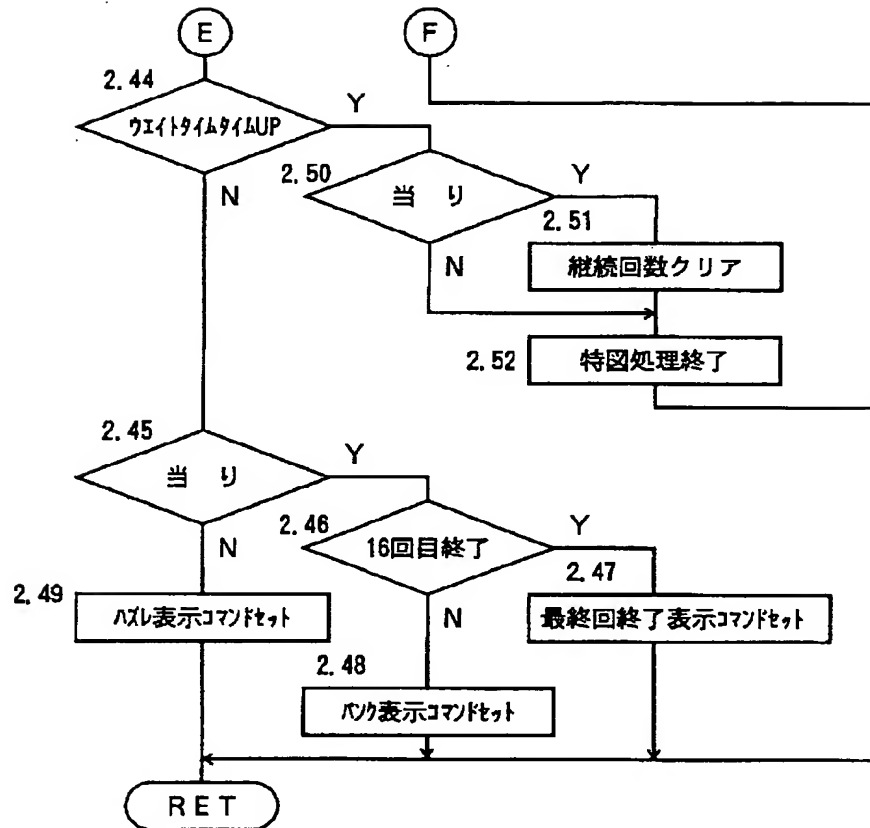 E
F
2.44
ウエイトタイムタイムUP
Y
N
2.50
当り
Y
N
2.51
継続回数クリア
2.52
特図処理終了
2.45
当り
Y
N
2.46
16回目終了
Y
N
2.47
最終回終了表示コマンドセット
2.49
ハズレ表示コマンドセット
2.48
パンク表示コマンドセット
RET